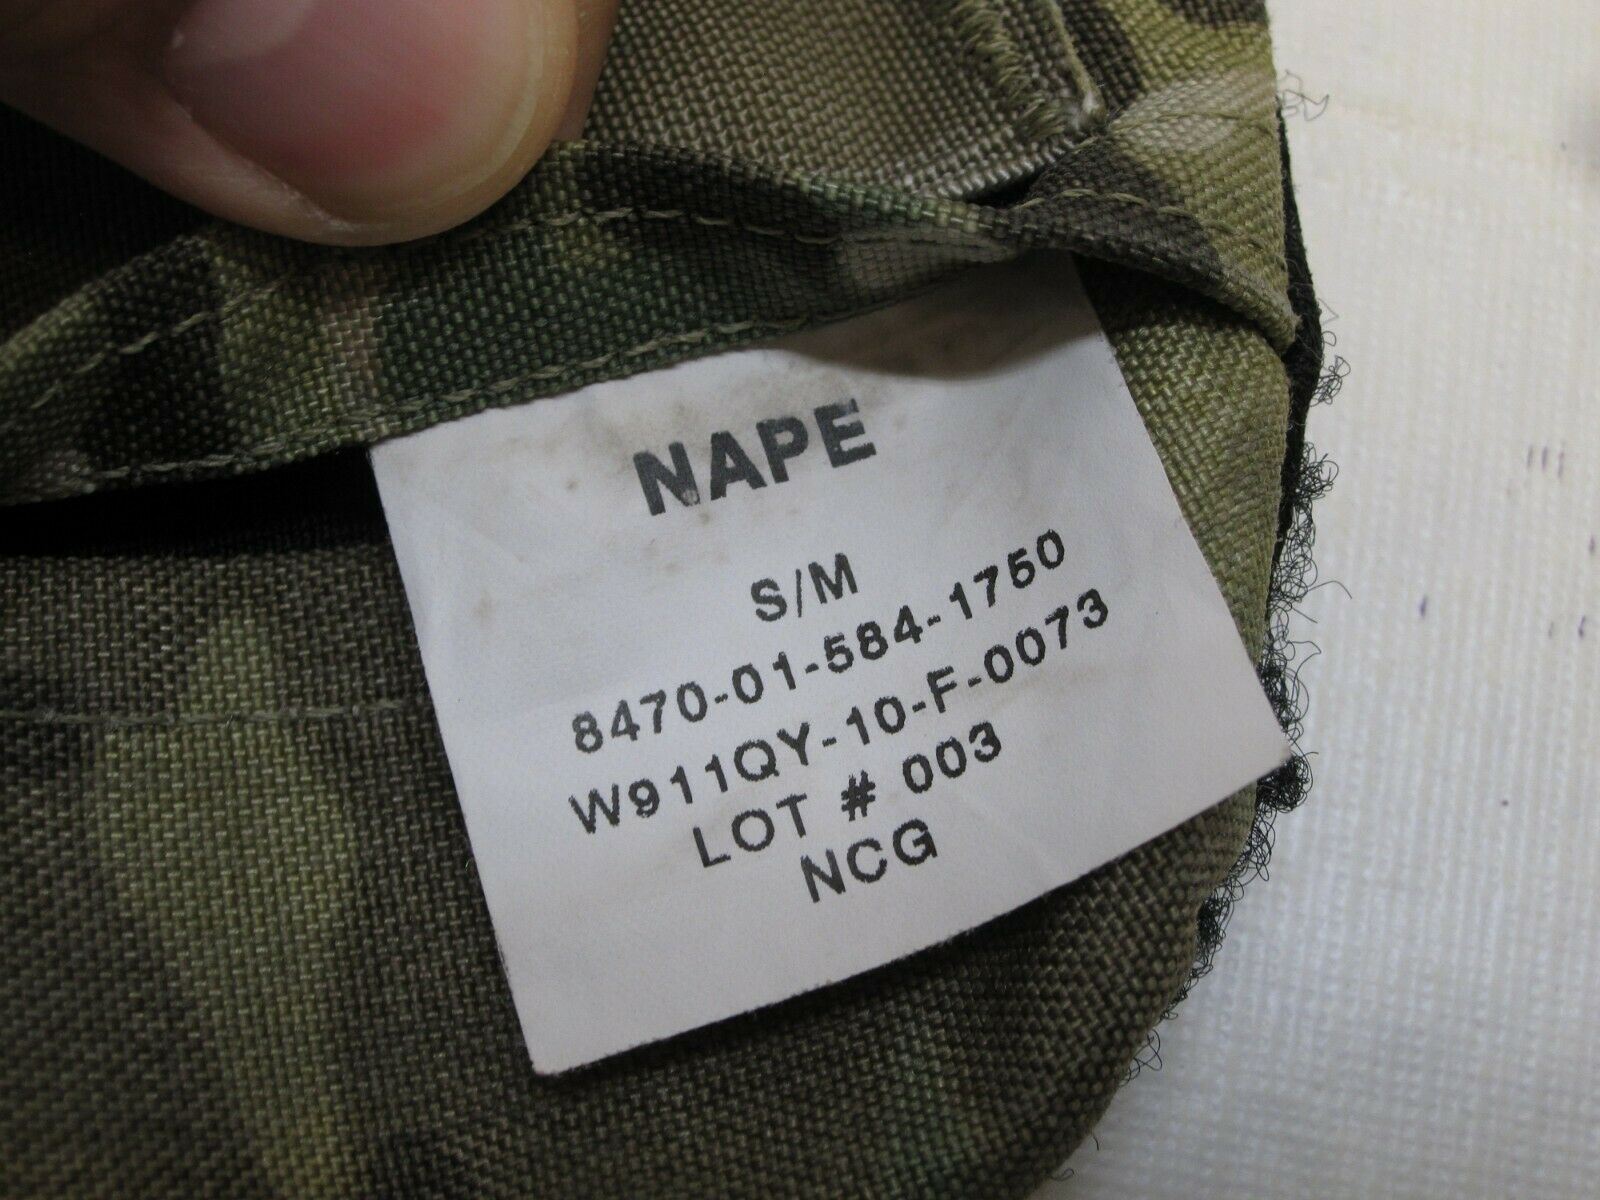 NAPE
S/M
8470-01-584-1750
W911QY-10-F-0073
LOT # 003
NCG